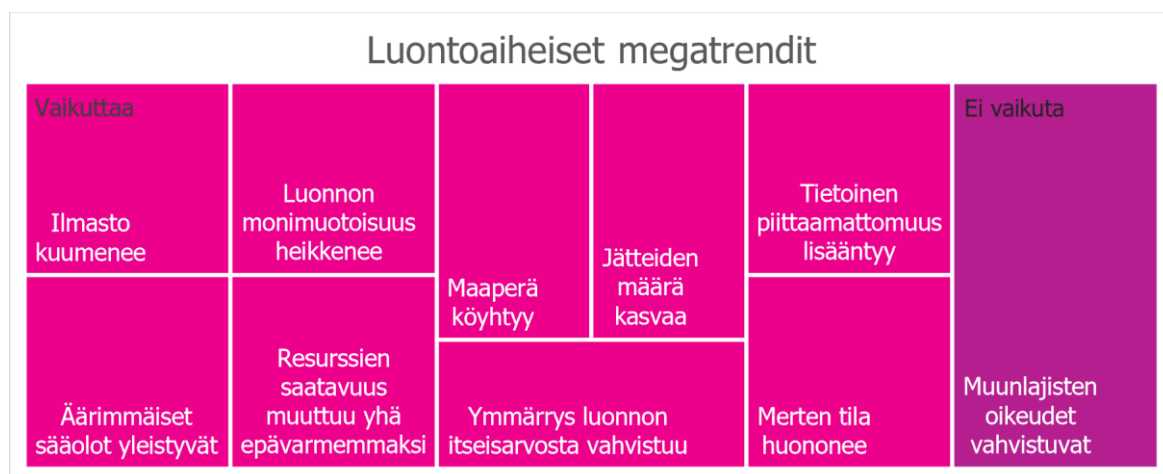 Luontoaiheiset megatrendit
Vaikuttaa
Ilmasto
kuumenee
Luonnon
monimuotoisuus
heikkenee
Maaperä
köyhtyy
Jätteiden
määrä
kasvaa
Tietoinen
piittaamattomuus
lisääntyy
Ei vaikuta
Muunlajisten
oikeudet
vahvistuvat
Äärimmäiset
sääolot yleistyvät
Resurssien
saatavuus
muuttuu yhä
epävarmemmaksi
Ymmärrys luonnon
itseisarvosta vahvistuu
Merten tila
huononee